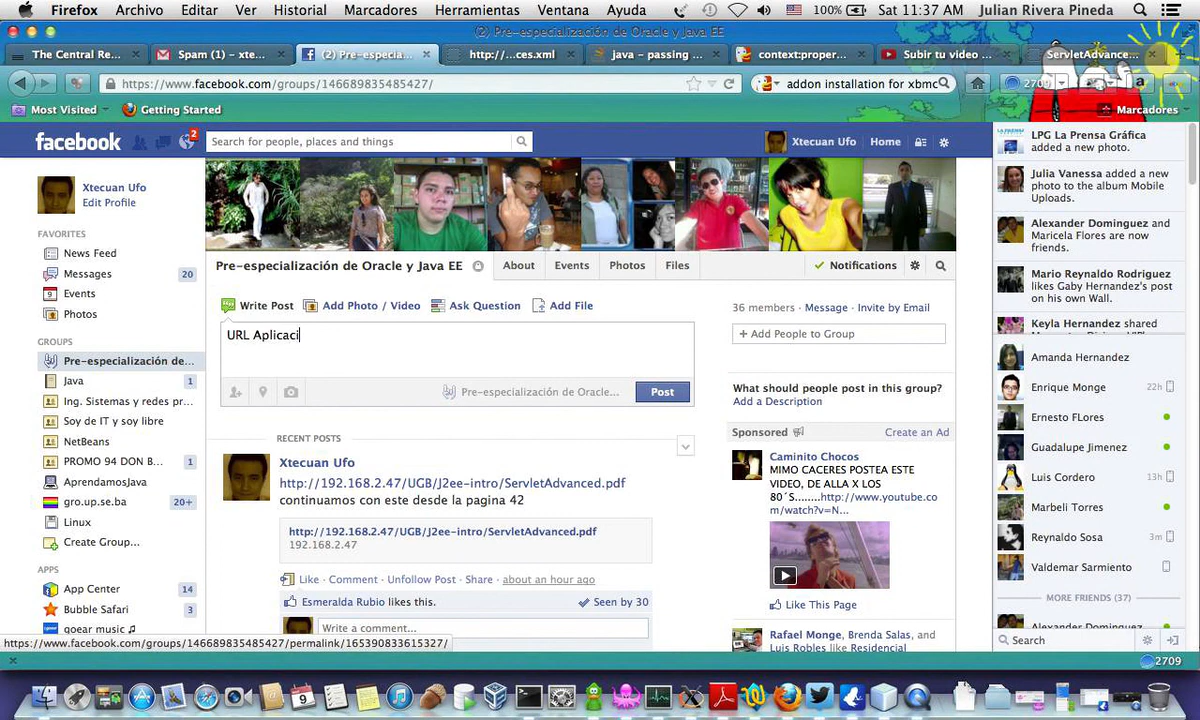 Firefox Archivo Editar Ver Historial Marcadores Herramientas Ventana Ayuda 100% Sat 11:37 AM Julian Rivera Pineda
(2) Pre-especialización de Oracle y Java EE
The Central Re... Spam (1) – xte... (2) Pre-especia... http://...ces.xml java – passing ... context:proper... Subir tu video ... ServletAdvance...
https://www.facebook.com/groups/146689835485427/ addon installation for xbmc 2709
Most Visited Getting Started Marcadores
facebook 2 Search for people, places and things Xtecuan Ufo Home
Xtecuan Ufo
Edit Profile
FAVORITES
News Feed
Messages 20
Events
Photos
GROUPS
Pre-especialización de...
Java 1
Ing. Sistemas y redes pr...
Soy de IT y soy libre
NetBeans
PROMO 94 DON B... 1
AprendamosJava
gro.up.se.ba 20+
Linux
Create Group...
APPS
App Center 14
Bubble Safari 3
goear music ♫
Pre-especialización de Oracle y Java EE About Events Photos Files Notifications
Write Post Add Photo / Video Ask Question Add File
URL Aplicaci
Pre-especialización de Oracle... Post
RECENT POSTS
Xtecuan Ufo
http://192.168.2.47/UGB/J2ee-intro/ServletAdvanced.pdf
continuamos con este desde la pagina 42
http://192.168.2.47/UGB/J2ee-intro/ServletAdvanced.pdf
192.168.2.47
Like · Comment · Unfollow Post · Share · about an hour ago
Esmeralda Rubio likes this. Seen by 30
Write a comment...
36 members · Message · Invite by Email
+ Add People to Group
What should people post in this group?
Add a Description
Sponsored Create an Ad
Caminito Chocos
MIMO CACERES POSTEA ESTE
VIDEO, DE ALLA X LOS
80´S........http://www.youtube.co
m/watch?v=N...
Like This Page
Rafael Monge, Brenda Salas, and
Luis Robles like Residencial
LPG La Prensa Gráfica
added a new photo.
Julia Vanessa added a new
photo to the album Mobile
Uploads.
Alexander Dominguez and
Maricela Flores are now
friends.
Mario Reynaldo Rodriguez
likes Gaby Hernandez's post
on his own Wall.
Keyla Hernandez shared
Amanda Hernandez
Enrique Monge 22h
Ernesto FLores
Guadalupe Jimenez
Luis Cordero 13h
Marbeli Torres
Reynaldo Sosa 3m
Valdemar Sarmiento
MORE FRIENDS (37)
Alexander Dominguez
Search
https://www.facebook.com/groups/146689835485427/permalink/165390833615327/
2709